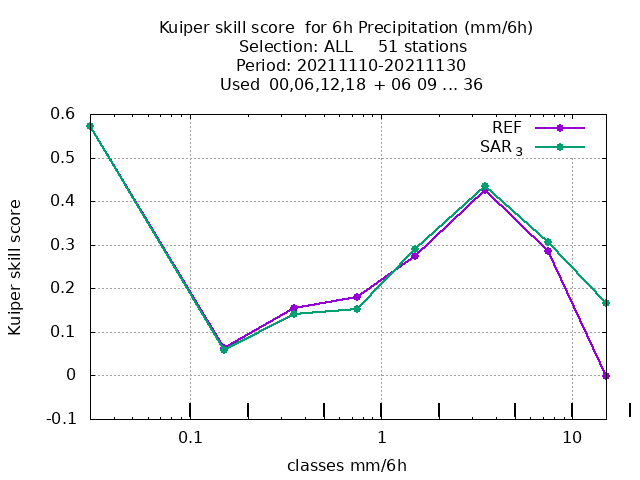 Kuiper skill score for 6h Precipitation (mm/6h)
Selection: ALL 51 stations
Period: 20211110-20211130
Used 00,06,12,18 + 06 09 ... 36
REF
SAR 3
0.6
0.5
0.4
0.3
0.2
0.1
0
-0.1
Kuiper skill score
0.1 1 10
classes mm/6h